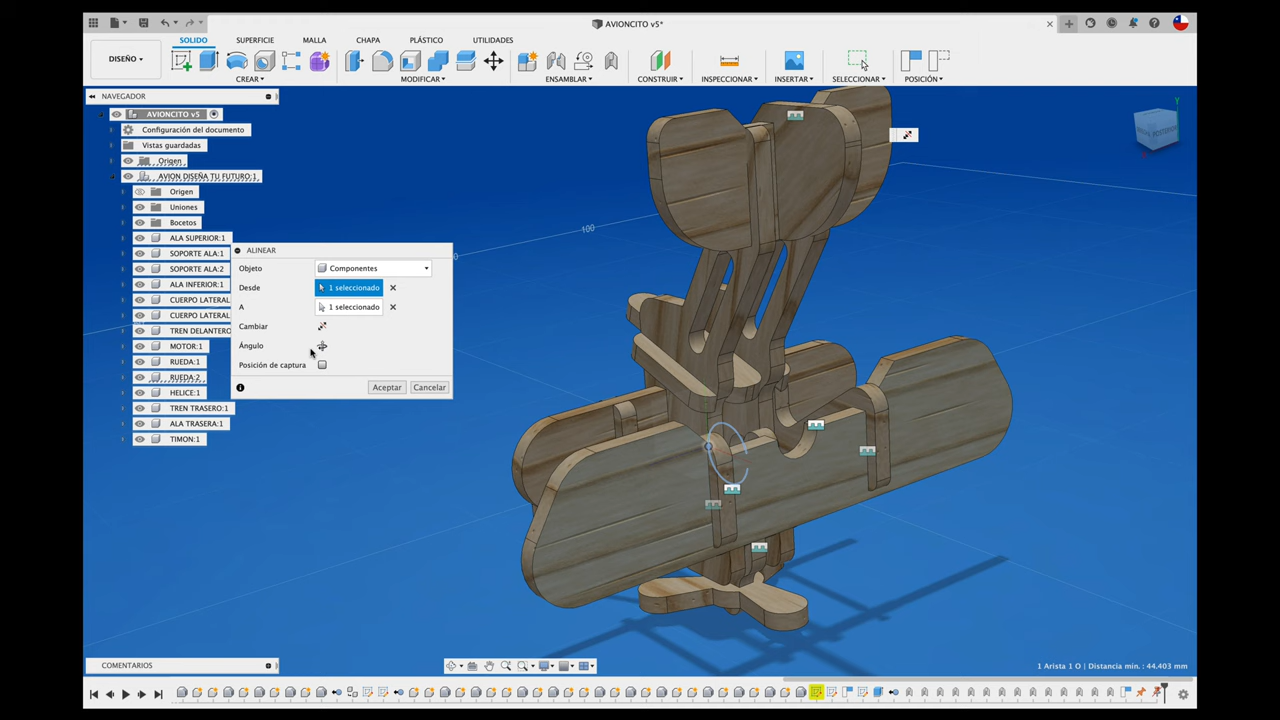 AVIONCITO v5*
SOLIDO SUPERFICIE MALLA CHAPA PLÁSTICO UTILIDADES
DISEÑO
CREAR MODIFICAR ENSAMBLAR CONSTRUIR INSPECCIONAR INSERTAR SELECCIONAR POSICIÓN
NAVEGADOR
AVIONCITO v5
Configuración del documento
Vistas guardadas
Origen
AVION DISEÑA TU FUTURO:1
Origen
Uniones
Bocetos
ALA SUPERIOR:1
SOPORTE ALA:1
SOPORTE ALA:2
ALA INFERIOR:1
CUERPO LATERAL
CUERPO LATERAL
TREN DELANTERO
MOTOR:1
RUEDA:1
RUEDA:2
HELICE:1
TREN TRASERO:1
ALA TRASERA:1
TIMON:1
ALINEAR
Objeto Componentes
Desde 1 seleccionado
A 1 seleccionado
Cambiar
Ángulo
Posición de captura
Aceptar Cancelar
100
0
Y
POSTERIOR
COMENTARIOS
1 Arista 1 O | Distancia mín. : 44.403 mm